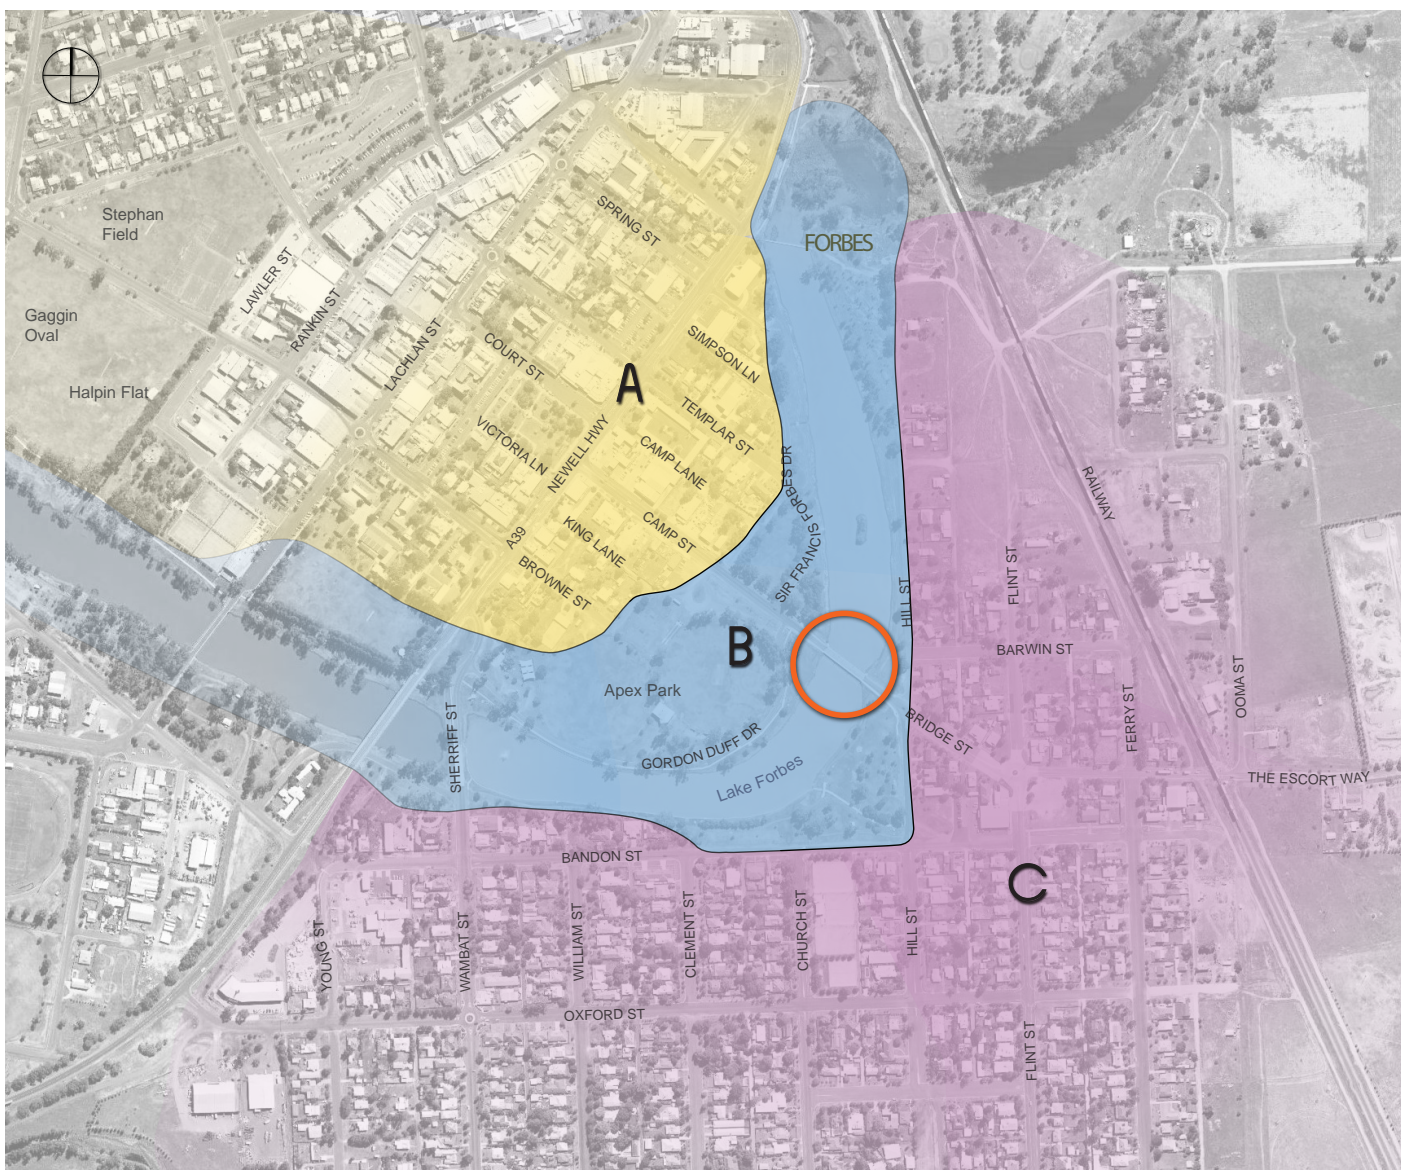 Stephan
Field
SPRING ST
FORBES
LAWLER ST
RANKIN ST
Gaggin
Oval
LACHLAN ST
COURT ST
SIMPSON LN
Halpin Flat
A
TEMPLAR ST
VICTORIA LN
NEWELL HWY
CAMP LANE
SIR FRANCIS FORBES DR
RAILWAY
A39
KING LANE
CAMP ST
BROWNE ST
FLINT ST
HILL ST
B
BARWIN ST
Apex Park
OOMA ST
SHERRIFF ST
GORDON DUFF DR
BRIDGE ST
FERRY ST
Lake Forbes
THE ESCORT WAY
BANDON ST
C
YOUNG ST
WAMBAT ST
WILLIAM ST
CLEMENT ST
CHURCH ST
HILL ST
OXFORD ST
FLINT ST